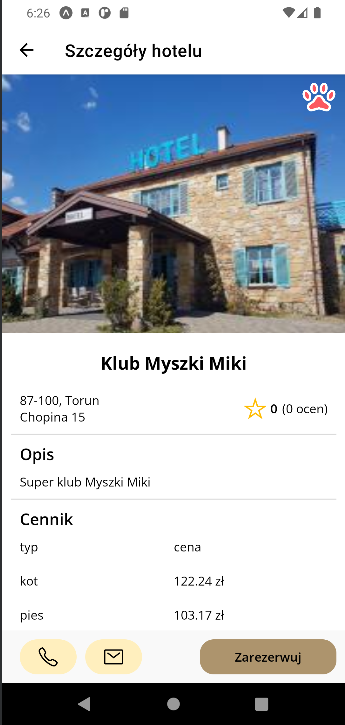 6:26
Szczegóły hotelu
HOTEL
Klub Myszki Miki
87-100, Torun
Chopina 15
0 (0 ocen)
Opis
Super klub Myszki Miki
Cennik
typ cena
kot 122.24 zł
pies 103.17 zł
Zarezerwuj